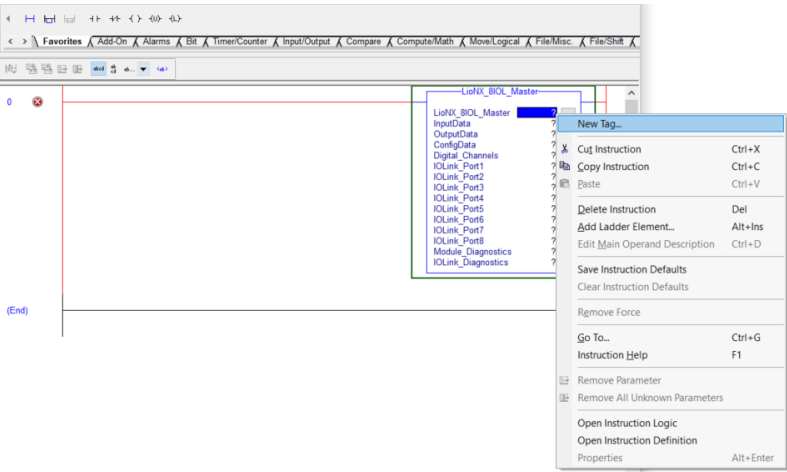 Favorites Add-On Alarms Bit Timer/Counter Input/Output Compare Compute/Math Move/Logical File/Misc. File/Shift
abcd
0
LioNX_8IOL_Master
LioNX_8IOL_Master ?
InputData ?
OutputData ?
ConfigData ?
Digital_Channels ?
IOLink_Port1 ?
IOLink_Port2 ?
IOLink_Port3 ?
IOLink_Port4 ?
IOLink_Port5 ?
IOLink_Port6 ?
IOLink_Port7 ?
IOLink_Port8 ?
Module_Diagnostics ?
IOLink_Diagnostics ?
(End)
New Tag...
Cut Instruction Ctrl+X
Copy Instruction Ctrl+C
Paste Ctrl+V
Delete Instruction Del
Add Ladder Element... Alt+Ins
Edit Main Operand Description Ctrl+D
Save Instruction Defaults
Clear Instruction Defaults
Remove Force
Go To... Ctrl+G
Instruction Help F1
Remove Parameter
Remove All Unknown Parameters
Open Instruction Logic
Open Instruction Definition
Properties Alt+Enter